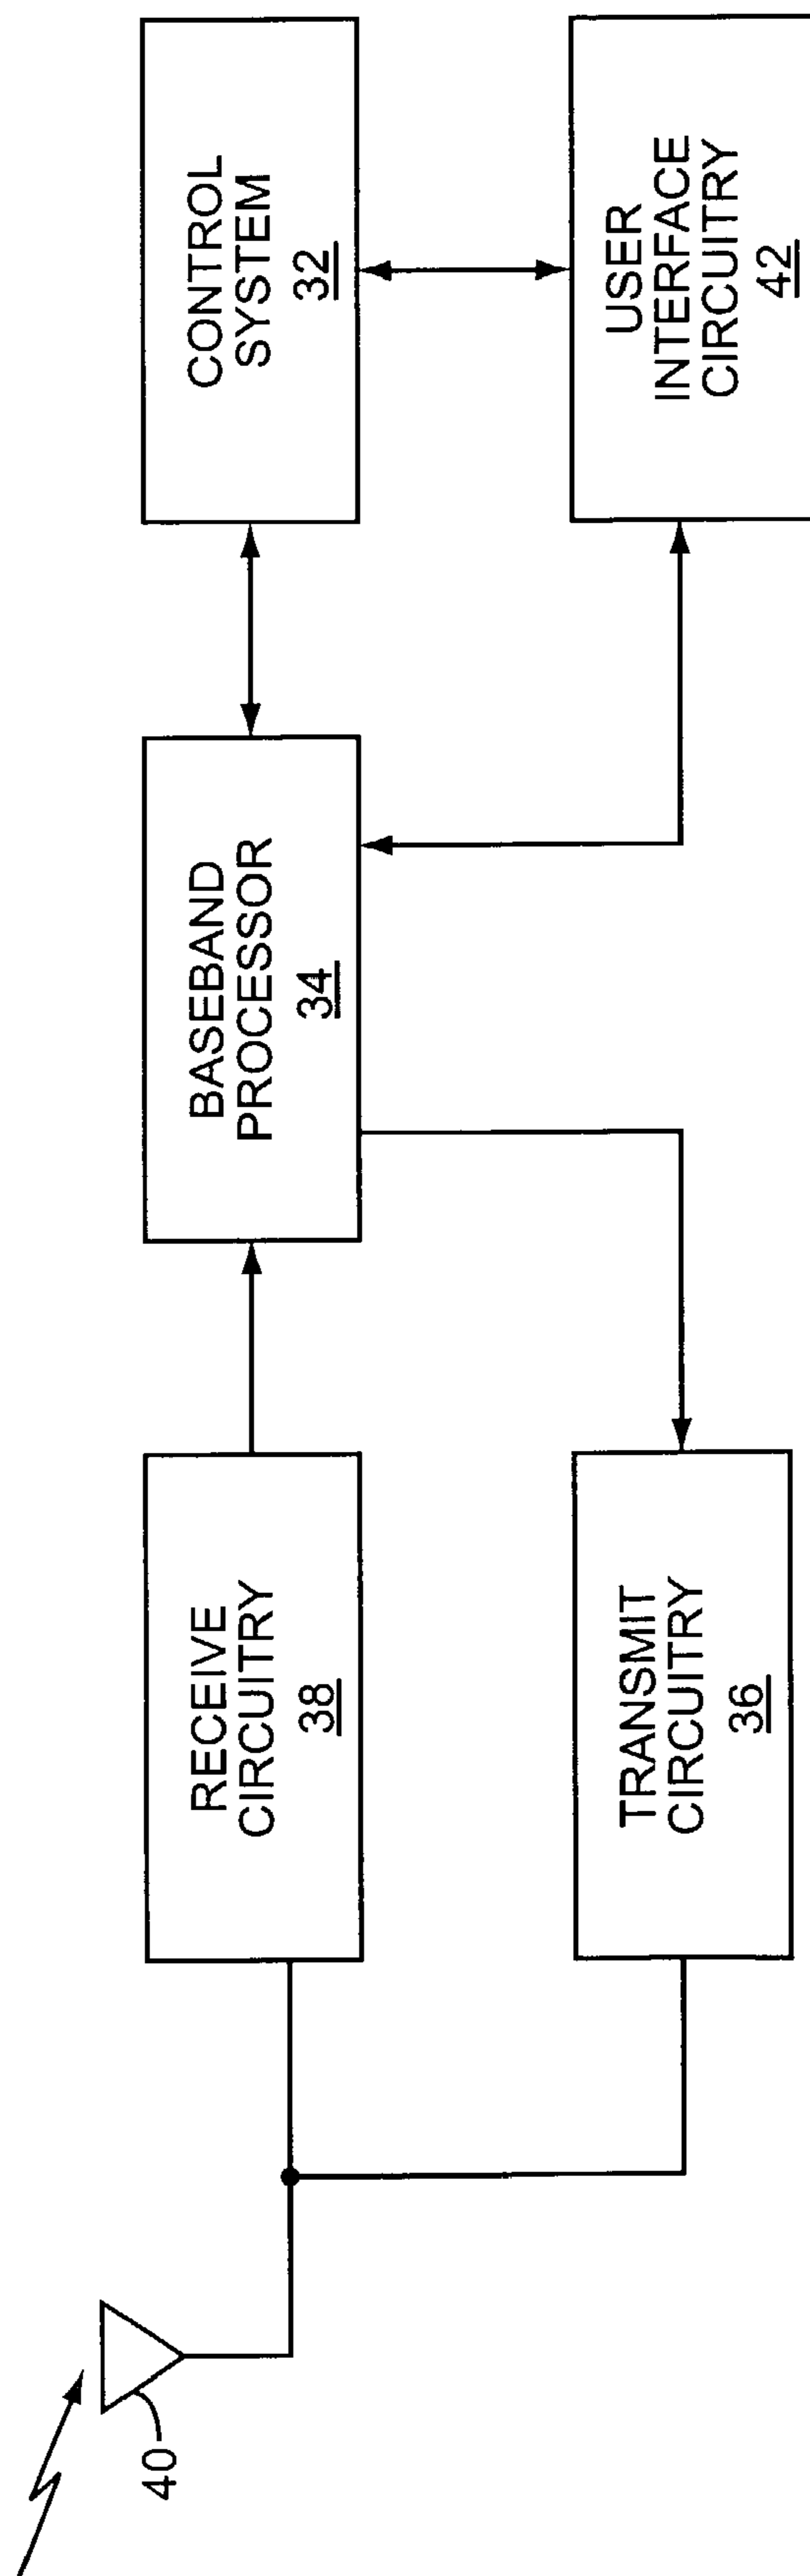 CONTROL
SYSTEM
32
USER
INTERFACE
CIRCUITRY
42
BASEBAND
PROCESSOR
34
RECEIVE
CIRCUITRY
38
TRANSMIT
CIRCUITRY
36
40